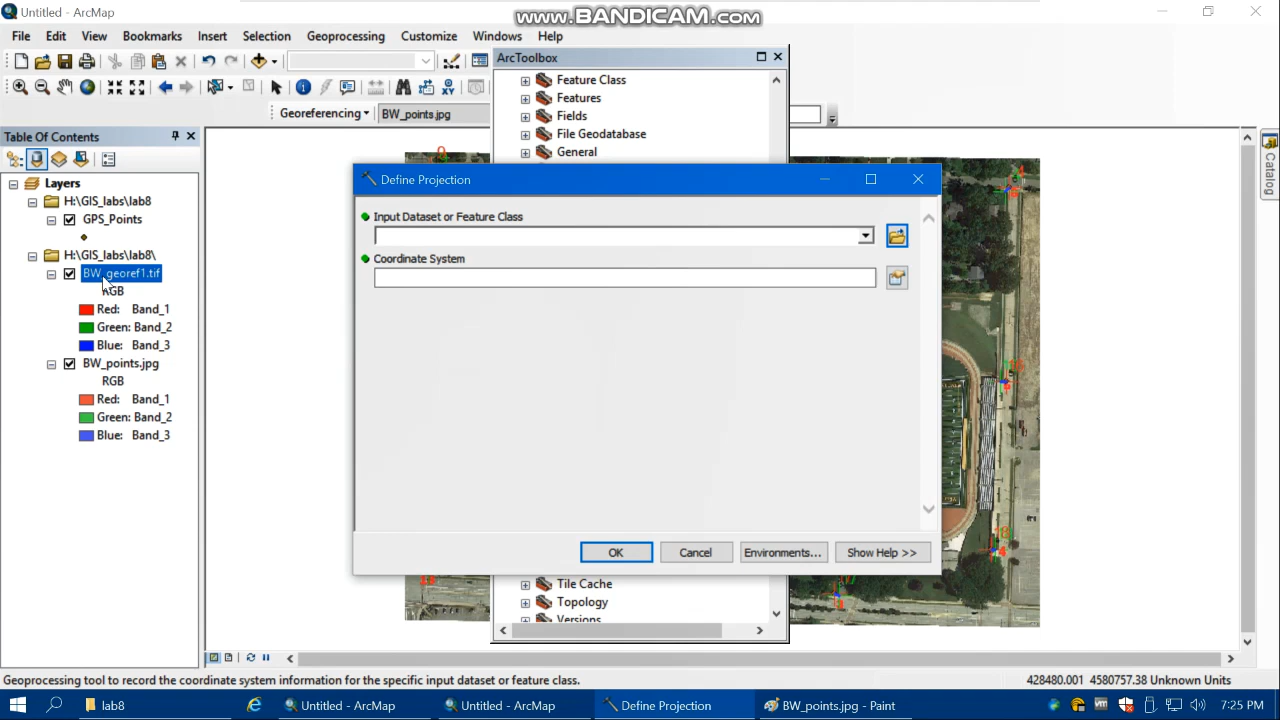 Untitled - ArcMap
www.BANDICAM.com
File Edit View Bookmarks Insert Selection Geoprocessing Customize Windows Help
ArcToolbox
Georeferencing BW_points.jpg
Feature Class
Features
Fields
File Geodatabase
General
Table Of Contents
Layers
H:\GIS_labs\lab8
GPS_Points
H:\GIS_labs\lab8\
BW_georef1.tif
RGB
Red: Band_1
Green: Band_2
Blue: Band_3
BW_points.jpg
RGB
Red: Band_1
Green: Band_2
Blue: Band_3
Define Projection
Input Dataset or Feature Class
Coordinate System
OK Cancel Environments... Show Help >>
Tile Cache
Topology
Versions
Catalog
Geoprocessing tool to record the coordinate system information for the specific input dataset or feature class.
428480.001 4580757.38 Unknown Units
lab8
Untitled - ArcMap
Untitled - ArcMap
Define Projection
BW_points.jpg - Paint
7:25 PM